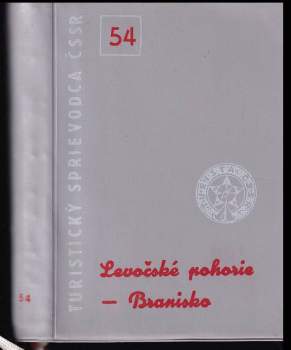 54
TURISTICKÝ SPRIEVODCA ČSSR
Levočské pohorie
— Branisko
54